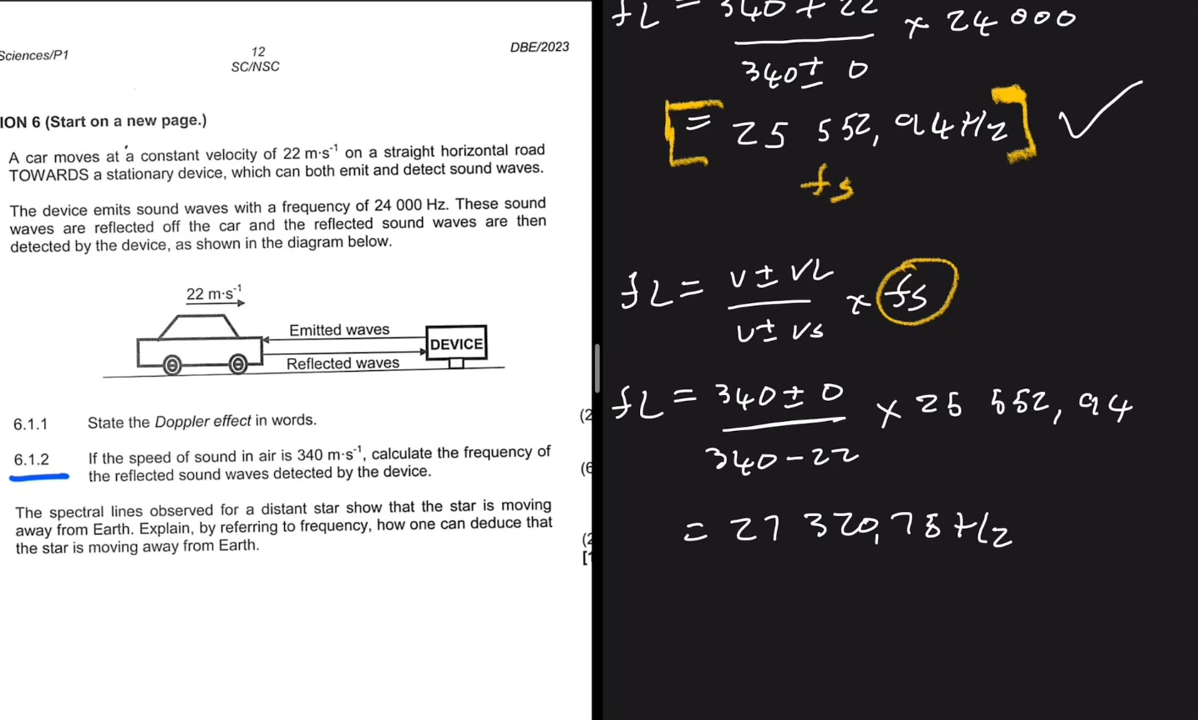 Sciences/P1
12
SC/NSC
DBE/2023
ION 6 (Start on a new page.)
A car moves at a constant velocity of 22 m·s⁻¹ on a straight horizontal road
TOWARDS a stationary device, which can both emit and detect sound waves.
The device emits sound waves with a frequency of 24 000 Hz. These sound
waves are reflected off the car and the reflected sound waves are then
detected by the device, as shown in the diagram below.
22 m·s⁻¹
Emitted waves
DEVICE
Reflected waves
6.1.1 State the Doppler effect in words. (2
6.1.2 If the speed of sound in air is 340 m·s⁻¹, calculate the frequency of
the reflected sound waves detected by the device. (6
The spectral lines observed for a distant star show that the star is moving
away from Earth. Explain, by referring to frequency, how one can deduce that
the star is moving away from Earth. (2
[1
fL = 340 + 22 × 24 000
340 ± 0
[= 25 552,94Hz] ✓
fs
fL = v ± vL × fs
v ± vs
fL = 340 ± 0 × 25 552,94
340 - 22
= 27 320,75 Hz